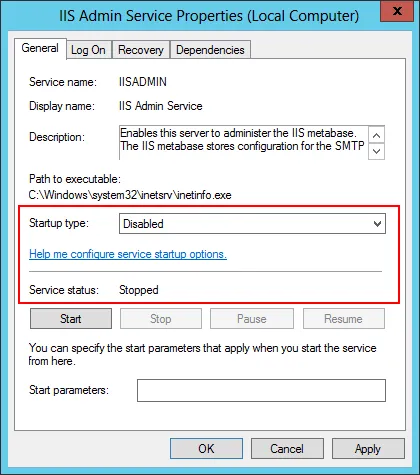 IIS Admin Service Properties (Local Computer)
x
General Log On Recovery Dependencies
Service name: IISADMIN
Display name: IIS Admin Service
Description: Enables this server to administer the IIS metabase.
The IIS metabase stores configuration for the SMTP
Path to executable:
C:\Windows\system32\inetsrv\inetinfo.exe
Startup type: Disabled
Help me configure service startup options.
Service status: Stopped
Start Stop Pause Resume
You can specify the start parameters that apply when you start the service
from here.
Start parameters:
OK Cancel Apply